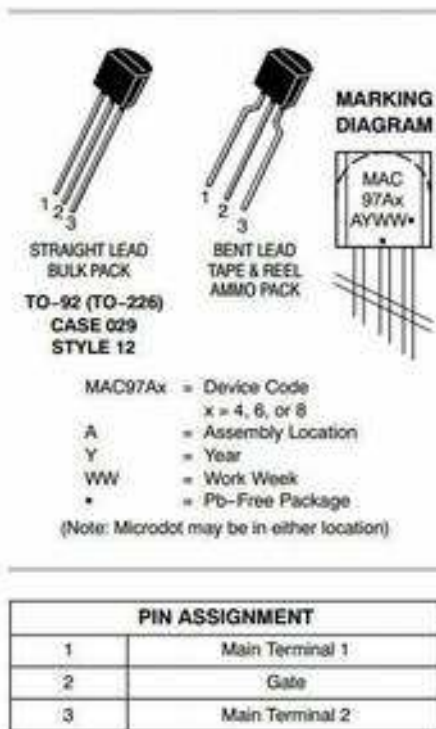 1
2
3
STRAIGHT LEAD
BULK PACK
TO-92 (TO-226)
CASE 029
STYLE 12
1
2
3
BENT LEAD
TAPE & REEL
AMMO PACK
MARKING
DIAGRAM
MAC
97Ax
AYWW▪
▪
MAC97Ax = Device Code
x = 4, 6, or 8
A = Assembly Location
Y = Year
WW = Work Week
▪ = Pb-Free Package
(Note: Microdot may be in either location)
PIN ASSIGNMENT
1 Main Terminal 1
2 Gate
3 Main Terminal 2